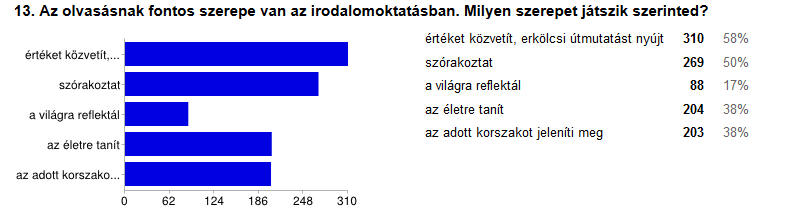 13. Az olvasásnak fontos szerepe van az irodalomoktatásban. Milyen szerepet játszik szerinted?
értéket közvetít,...
szórakoztat
a világra reflektál
az életre tanít
az adott korszako...
0 62 124 186 248 310
értéket közvetít, erkölcsi útmutatást nyújt 310 58%
szórakoztat 269 50%
a világra reflektál 88 17%
az életre tanít 204 38%
az adott korszakot jeleníti meg 203 38%